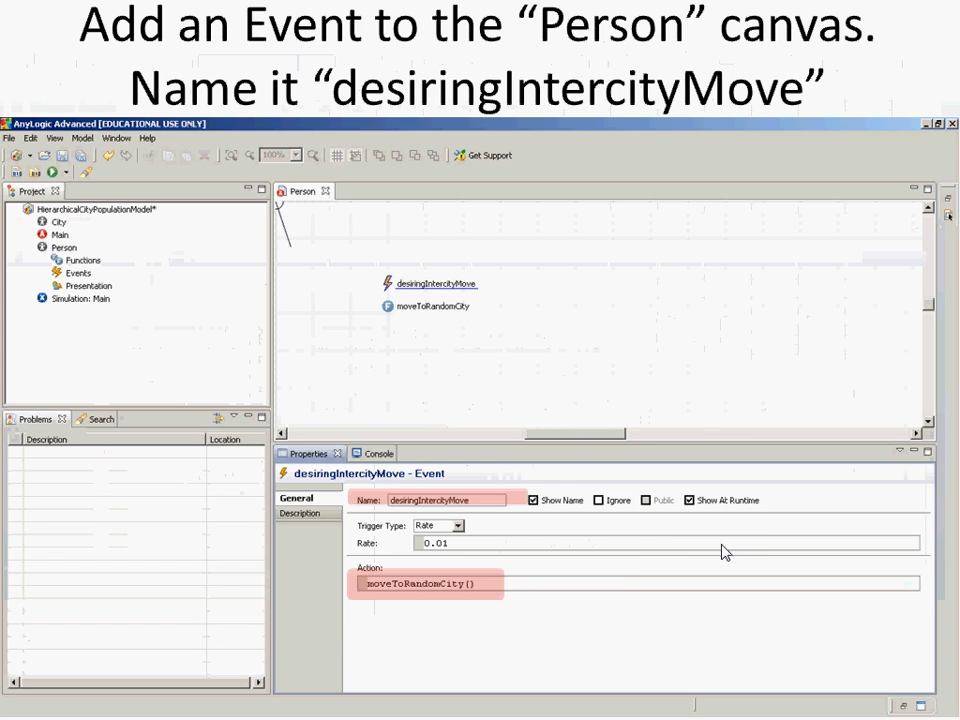 Add an Event to the “Person” canvas.
Name it “desiringIntercityMove”
AnyLogic Advanced [EDUCATIONAL USE ONLY]
File Edit View Model Window Help
100% Get Support
Project
Person
HierarchicalCityPopulationModel*
City
Main
Person
Functions
Events
Presentation
Simulation: Main
desiringIntercityMove
moveToRandomCity
Problems Search
Description Location
Properties Console
desiringIntercityMove - Event
General
Description
Name: desiringIntercityMove Show Name Ignore Public Show At Runtime
Trigger Type: Rate
Rate: 0.01
Action:
moveToRandomCity()